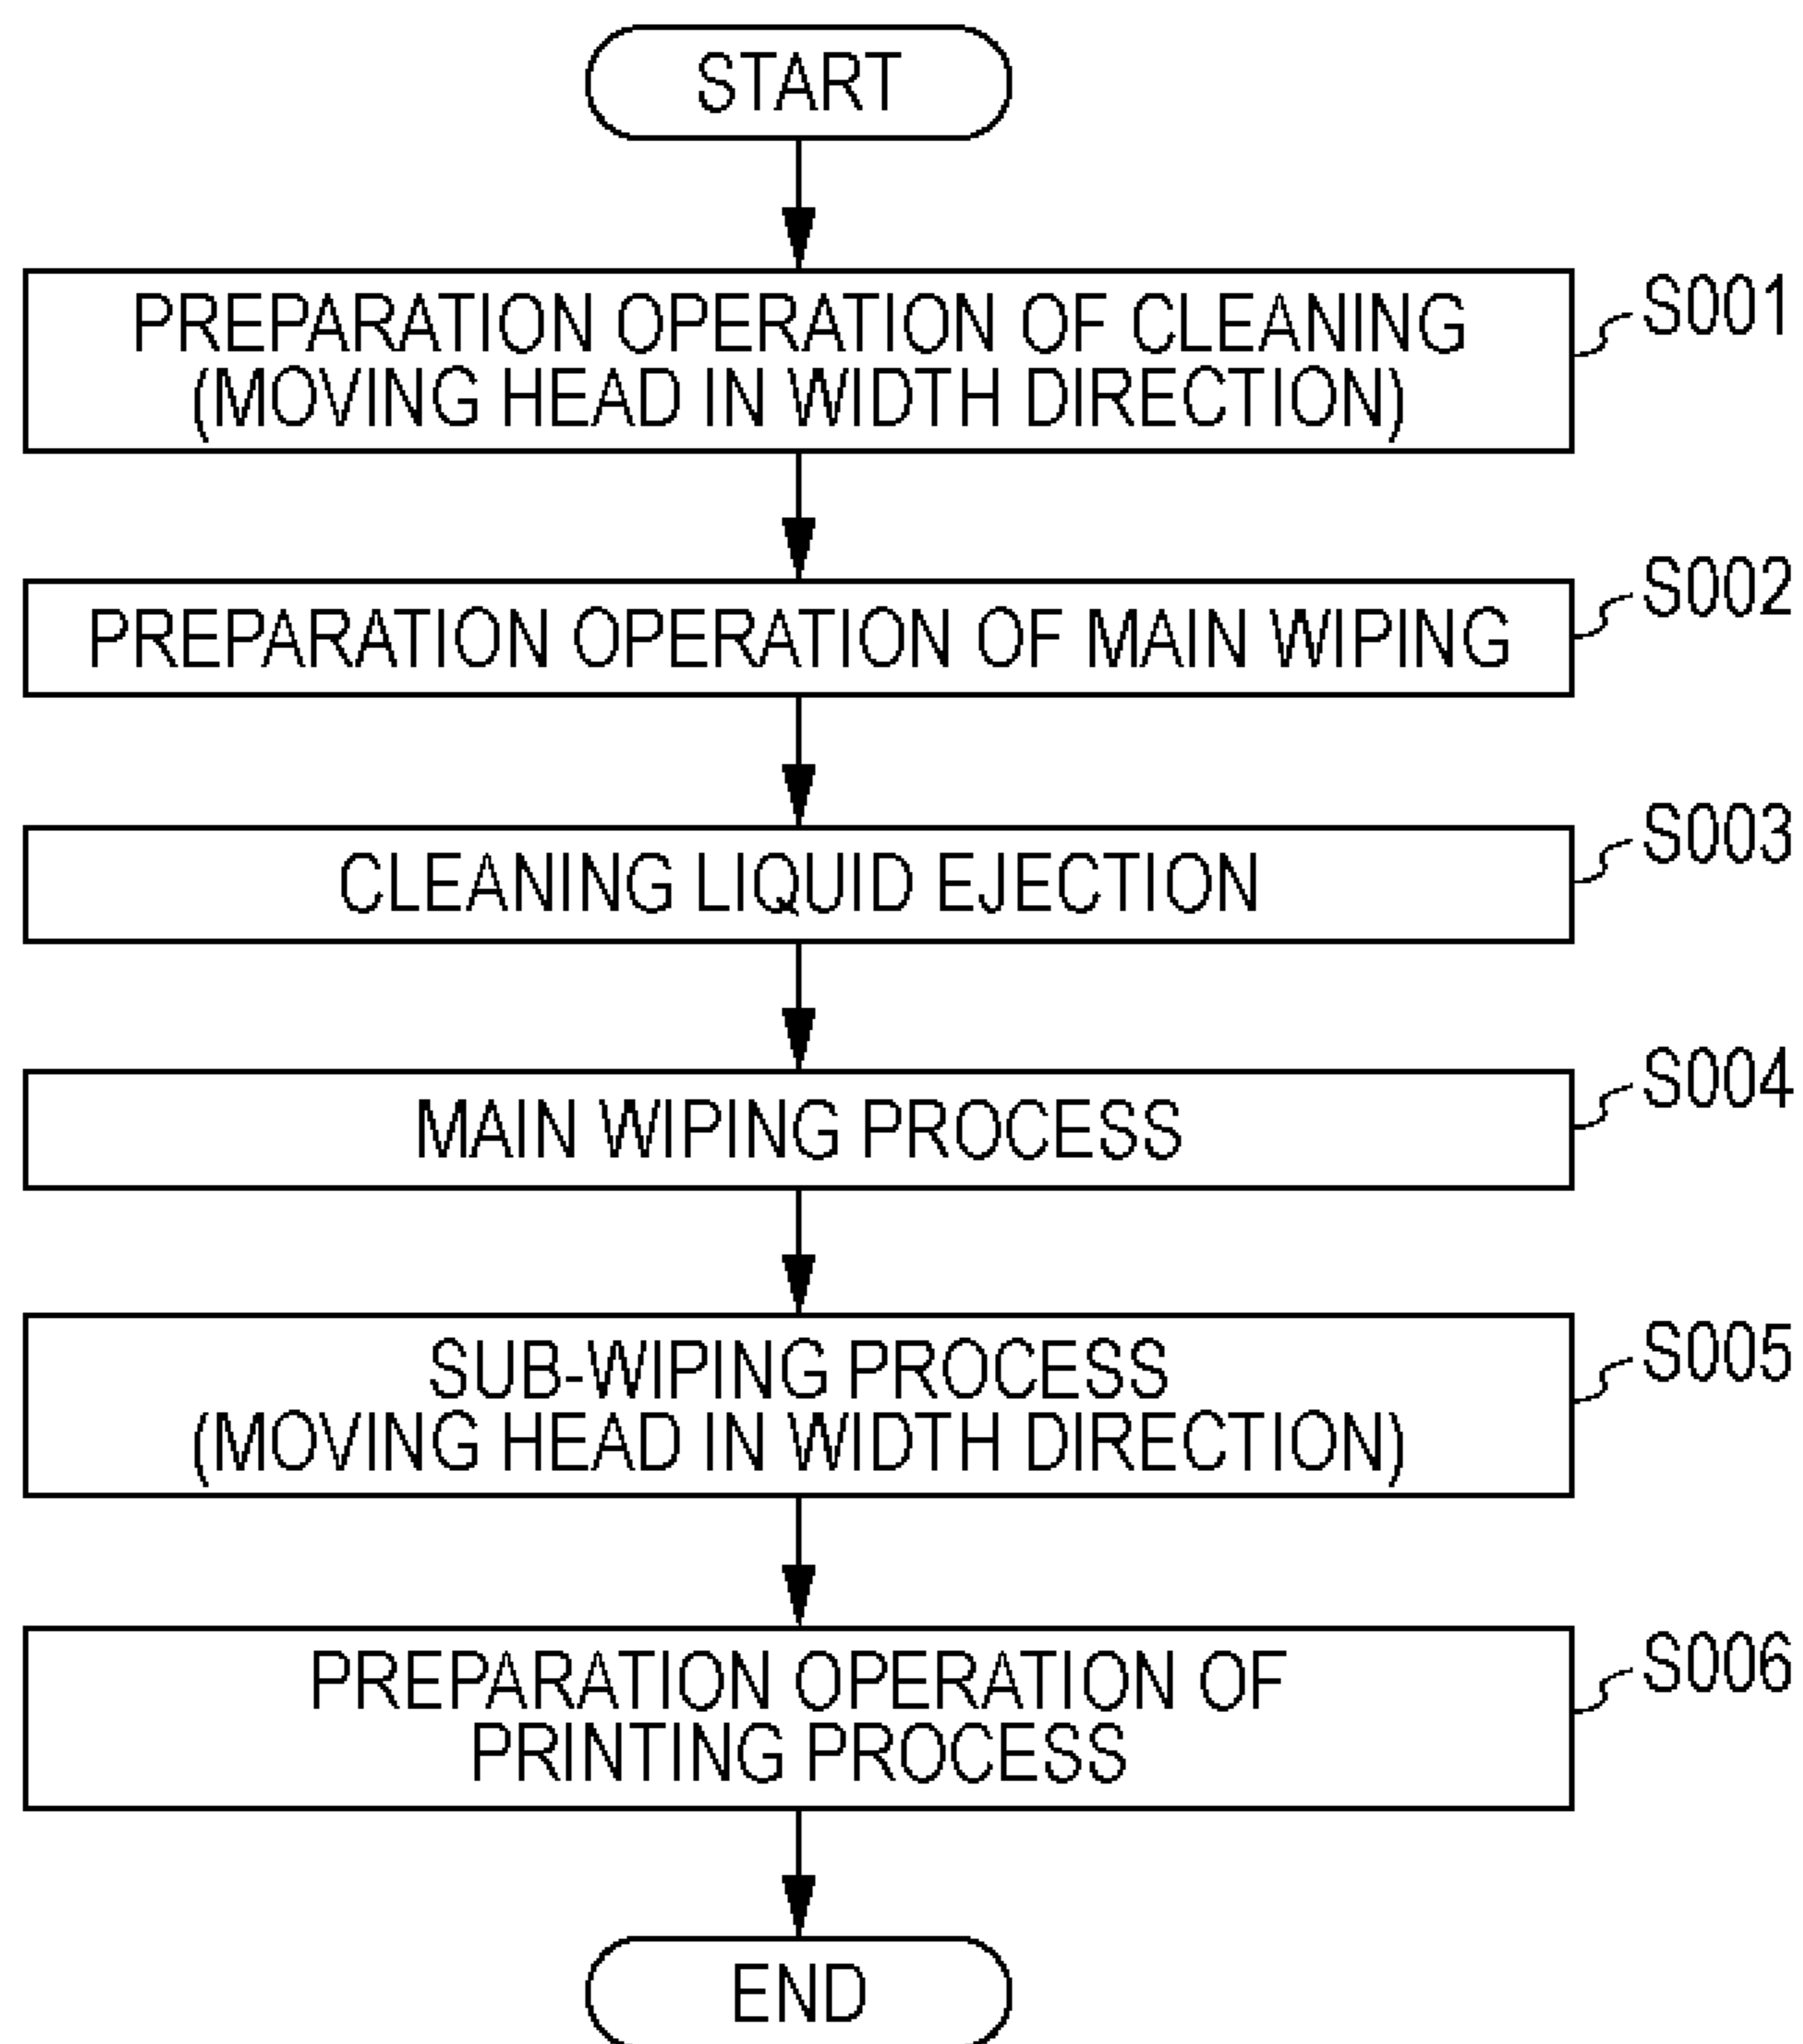 START
PREPARATION OPERATION OF CLEANING
(MOVING HEAD IN WIDTH DIRECTION)
S001
PREPARATION OPERATION OF MAIN WIPING
S002
CLEANING LIQUID EJECTION
S003
MAIN WIPING PROCESS
S004
SUB-WIPING PROCESS
(MOVING HEAD IN WIDTH DIRECTION)
S005
PREPARATION OPERATION OF
PRINTING PROCESS
S006
END